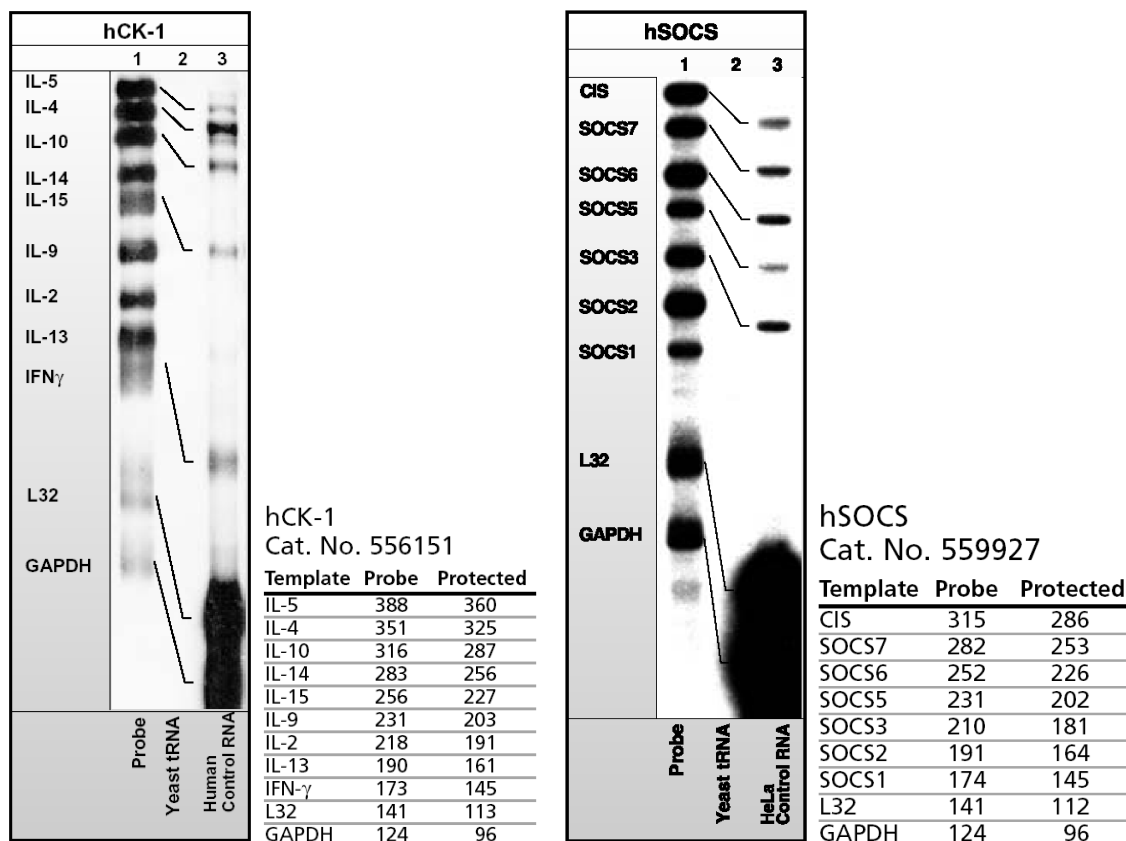 hCK-1
1 2 3
IL-5
IL-4
IL-10
IL-14
IL-15
IL-9
IL-2
IL-13
IFNγ
L32
GAPDH
Probe
Yeast tRNA
Human
Control RNA
hCK-1
Cat. No. 556151
Template Probe Protected
IL-5 388 360
IL-4 351 325
IL-10 316 287
IL-14 283 256
IL-15 256 227
IL-9 231 203
IL-2 218 191
IL-13 190 161
IFN-γ 173 145
L32 141 113
GAPDH 124 96
hSOCS
1 2 3
CIS
SOCS7
SOCS6
SOCS5
SOCS3
SOCS2
SOCS1
L32
GAPDH
Probe
Yeast tRNA
HeLa
Control RNA
hSOCS
Cat. No. 559927
Template Probe Protected
CIS 315 286
SOCS7 282 253
SOCS6 252 226
SOCS5 231 202
SOCS3 210 181
SOCS2 191 164
SOCS1 174 145
L32 141 112
GAPDH 124 96